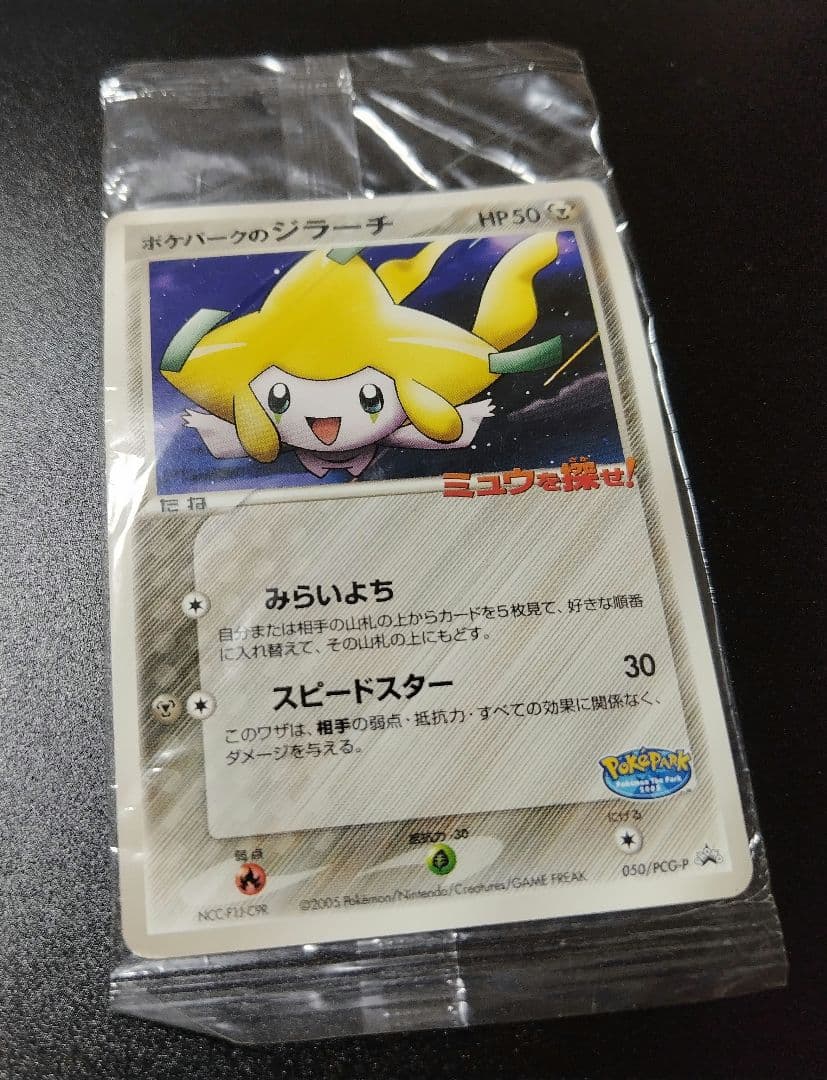 ポケパークのジラーチ HP50
ミュウを探せ!
たね
みらいよち
自分または相手の山札の上からカードを5枚見て、好きな順番
に入れ替えて、その山札の上にもどす。
スピードスター 30
このワザは、相手の弱点・抵抗力・すべての効果に関係なく、
ダメージを与える。
POKéPARK
Pokémon The Park
2005
弱点 抵抗力 -30 にげる
NCC-F1J-C9R ©2005 Pokémon/Nintendo/Creatures/GAME FREAK 050/PCG-P